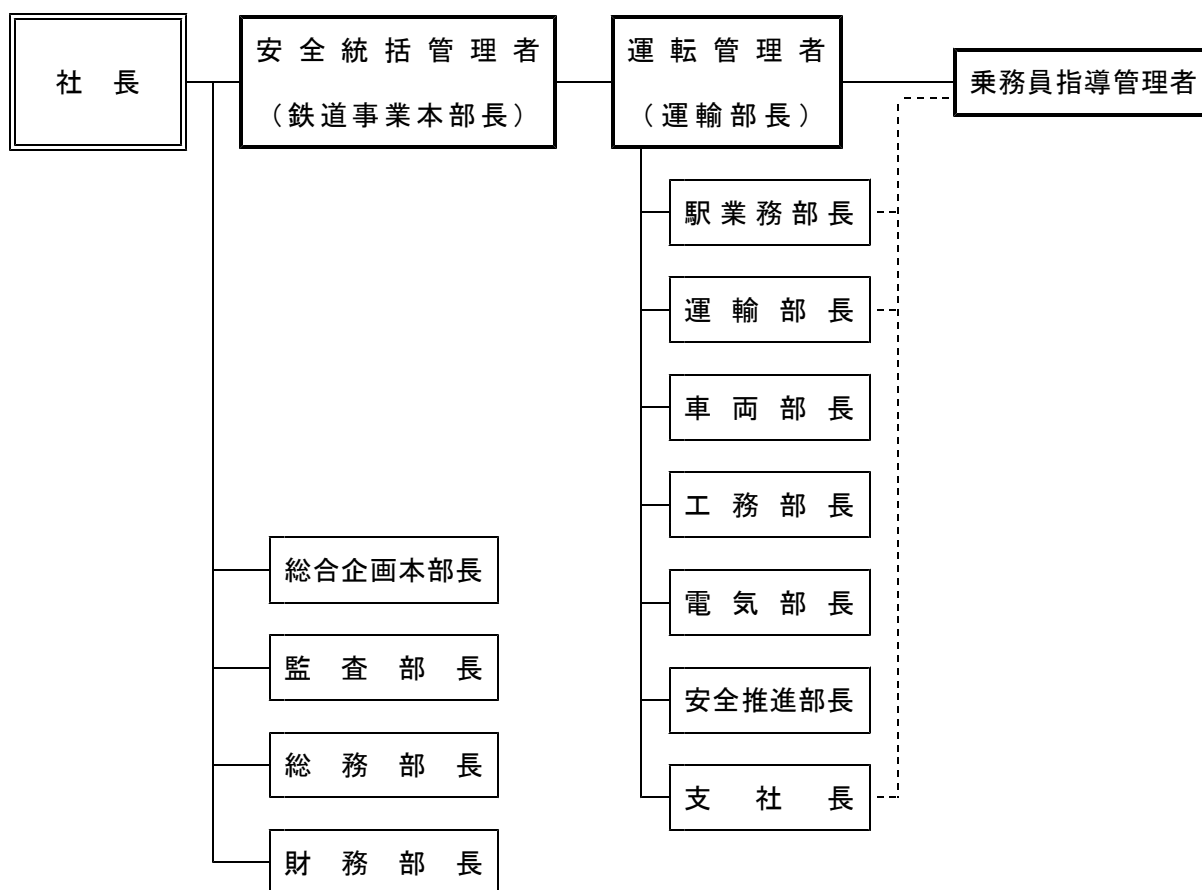 社長
安全統括管理者
（鉄道事業本部長）
運転管理者
（運輸部長）
乗務員指導管理者
駅業務部長
運輸部長
車両部長
工務部長
電気部長
安全推進部長
支社長
総合企画本部長
監査部長
総務部長
財務部長